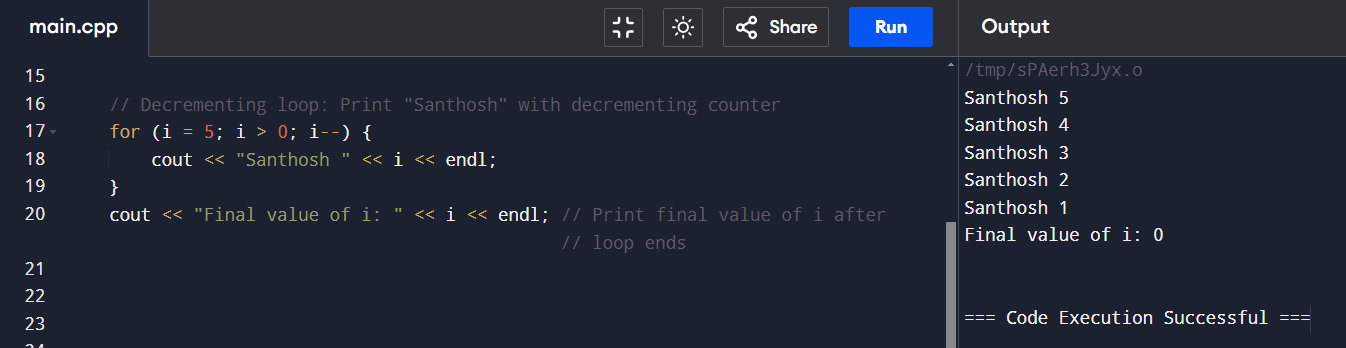 main.cpp
Share
Run
Output
15
16 // Decrementing loop: Print "Santhosh" with decrementing counter
17 for (i = 5; i > 0; i--) {
18 cout << "Santhosh " << i << endl;
19 }
20 cout << "Final value of i: " << i << endl; // Print final value of i after
// loop ends
21
22
23
24
/tmp/sPAerh3Jyx.o
Santhosh 5
Santhosh 4
Santhosh 3
Santhosh 2
Santhosh 1
Final value of i: 0
=== Code Execution Successful ===